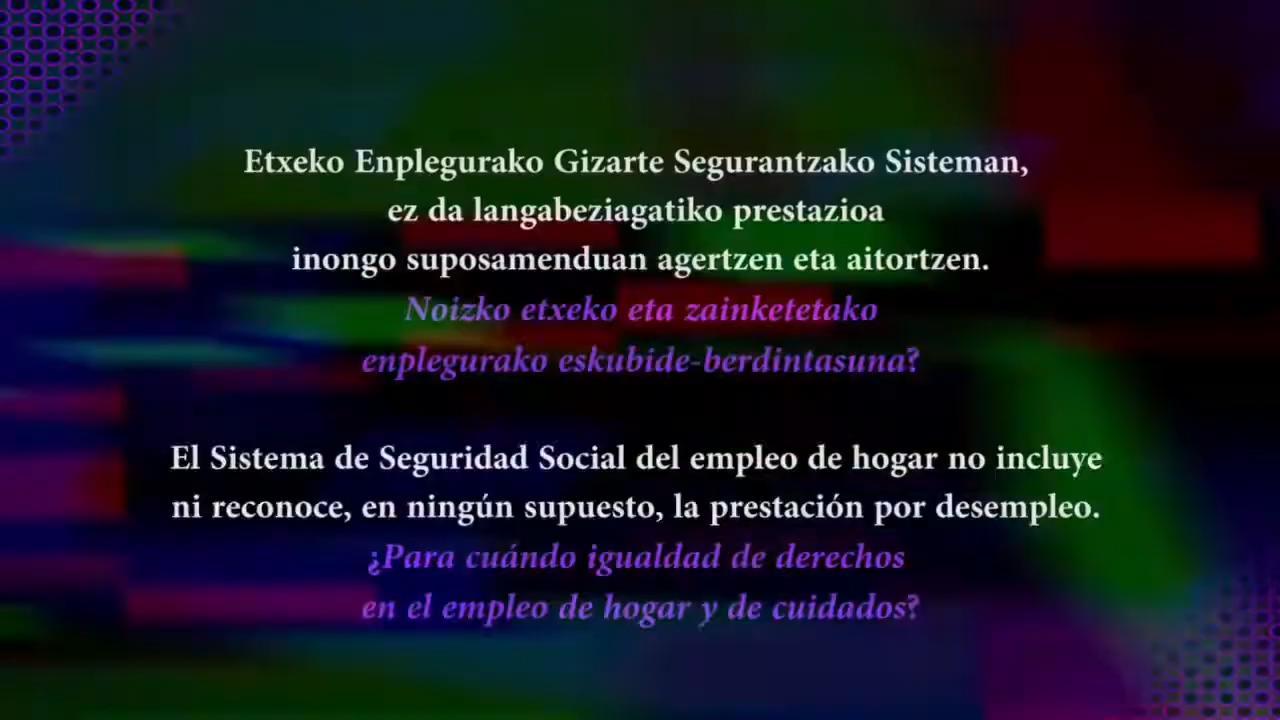 Etxeko Enplegurako Gizarte Segurantzako Sisteman,
ez da langabeziagatiko prestazioa
inongo suposamenduan agertzen eta aitortzen.
Noizko etxeko eta zainketetako
enplegurako eskubide-berdintasuna?
El Sistema de Seguridad Social del empleo de hogar no incluye
ni reconoce, en ningún supuesto, la prestación por desempleo.
¿Para cuándo igualdad de derechos
en el empleo de hogar y de cuidados?